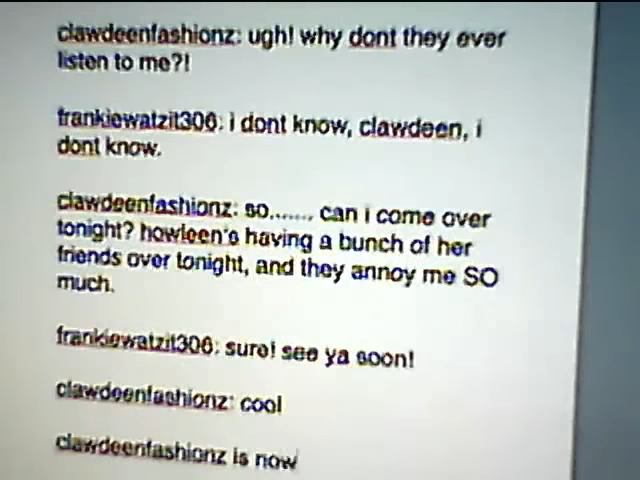 clawdeenfashionz: ugh! why dont they ever
listen to me?!
frankiewatzit306: i dont know, clawdeen, i
dont know.
clawdeenfashionz: so....... can i come over
tonight? howleen's having a bunch of her
friends over tonight, and they annoy me SO
much.
frankiewatzit306: sure! see ya soon!
clawdeenfashionz: cool
clawdeenfashionz is now